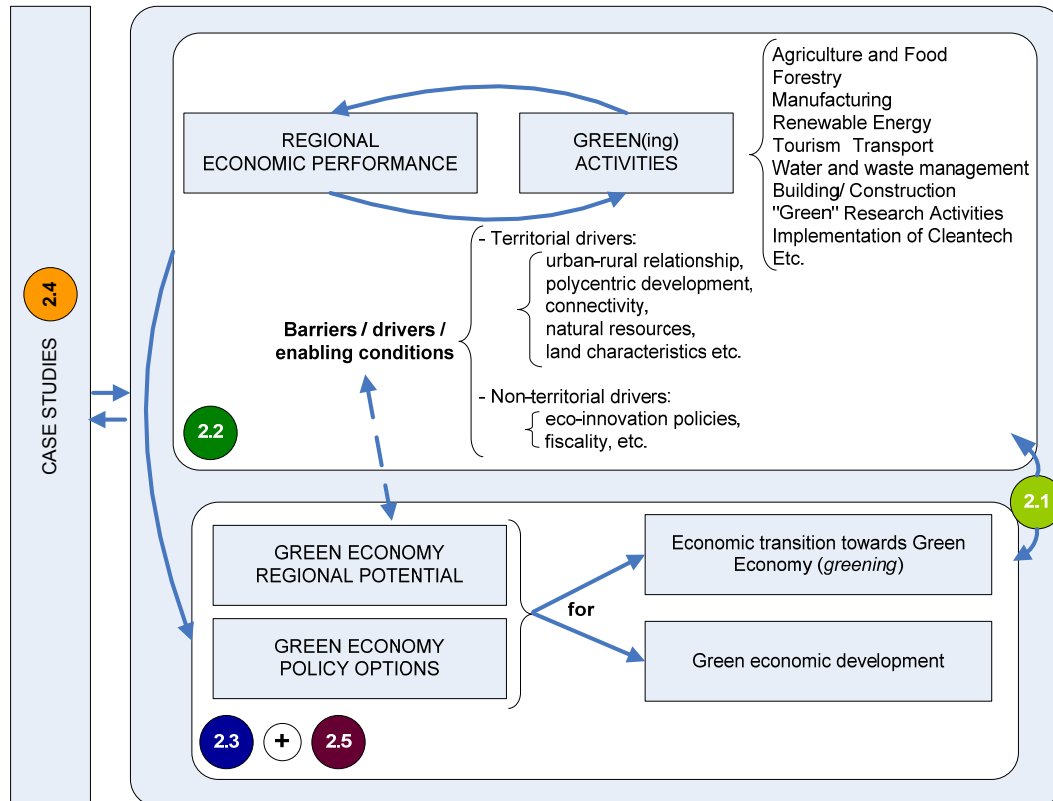 2.4
CASE STUDIES
REGIONAL
ECONOMIC PERFORMANCE
GREEN(ing)
ACTIVITIES
Agriculture and Food
Forestry
Manufacturing
Renewable Energy
Tourism Transport
Water and waste management
Building/ Construction
"Green" Research Activities
Implementation of Cleantech
Etc.
Barriers / drivers /
enabling conditions
- Territorial drivers:
urban-rural relationship,
polycentric development,
connectivity,
natural resources,
land characteristics etc.
- Non-territorial drivers:
eco-innovation policies,
fiscality, etc.
2.2
2.1
GREEN ECONOMY
REGIONAL POTENTIAL
GREEN ECONOMY
POLICY OPTIONS
for
Economic transition towards Green
Economy (greening)
Green economic development
2.3 + 2.5